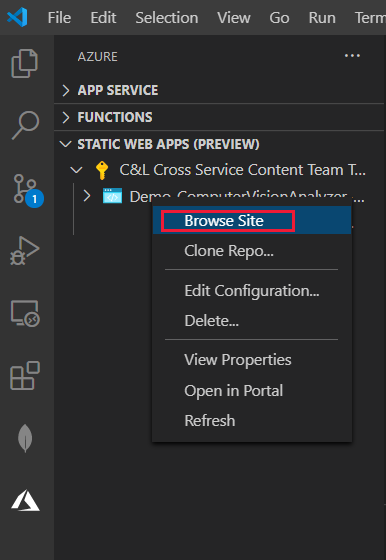 File Edit Selection View Go Run Term
AZURE ...
APP SERVICE
FUNCTIONS
STATIC WEB APPS (PREVIEW)
C&L Cross Service Content Team T...
1
Demo-ComputerVisionAnalyzer ...
Browse Site
Clone Repo...
Edit Configuration...
Delete...
View Properties
Open in Portal
Refresh